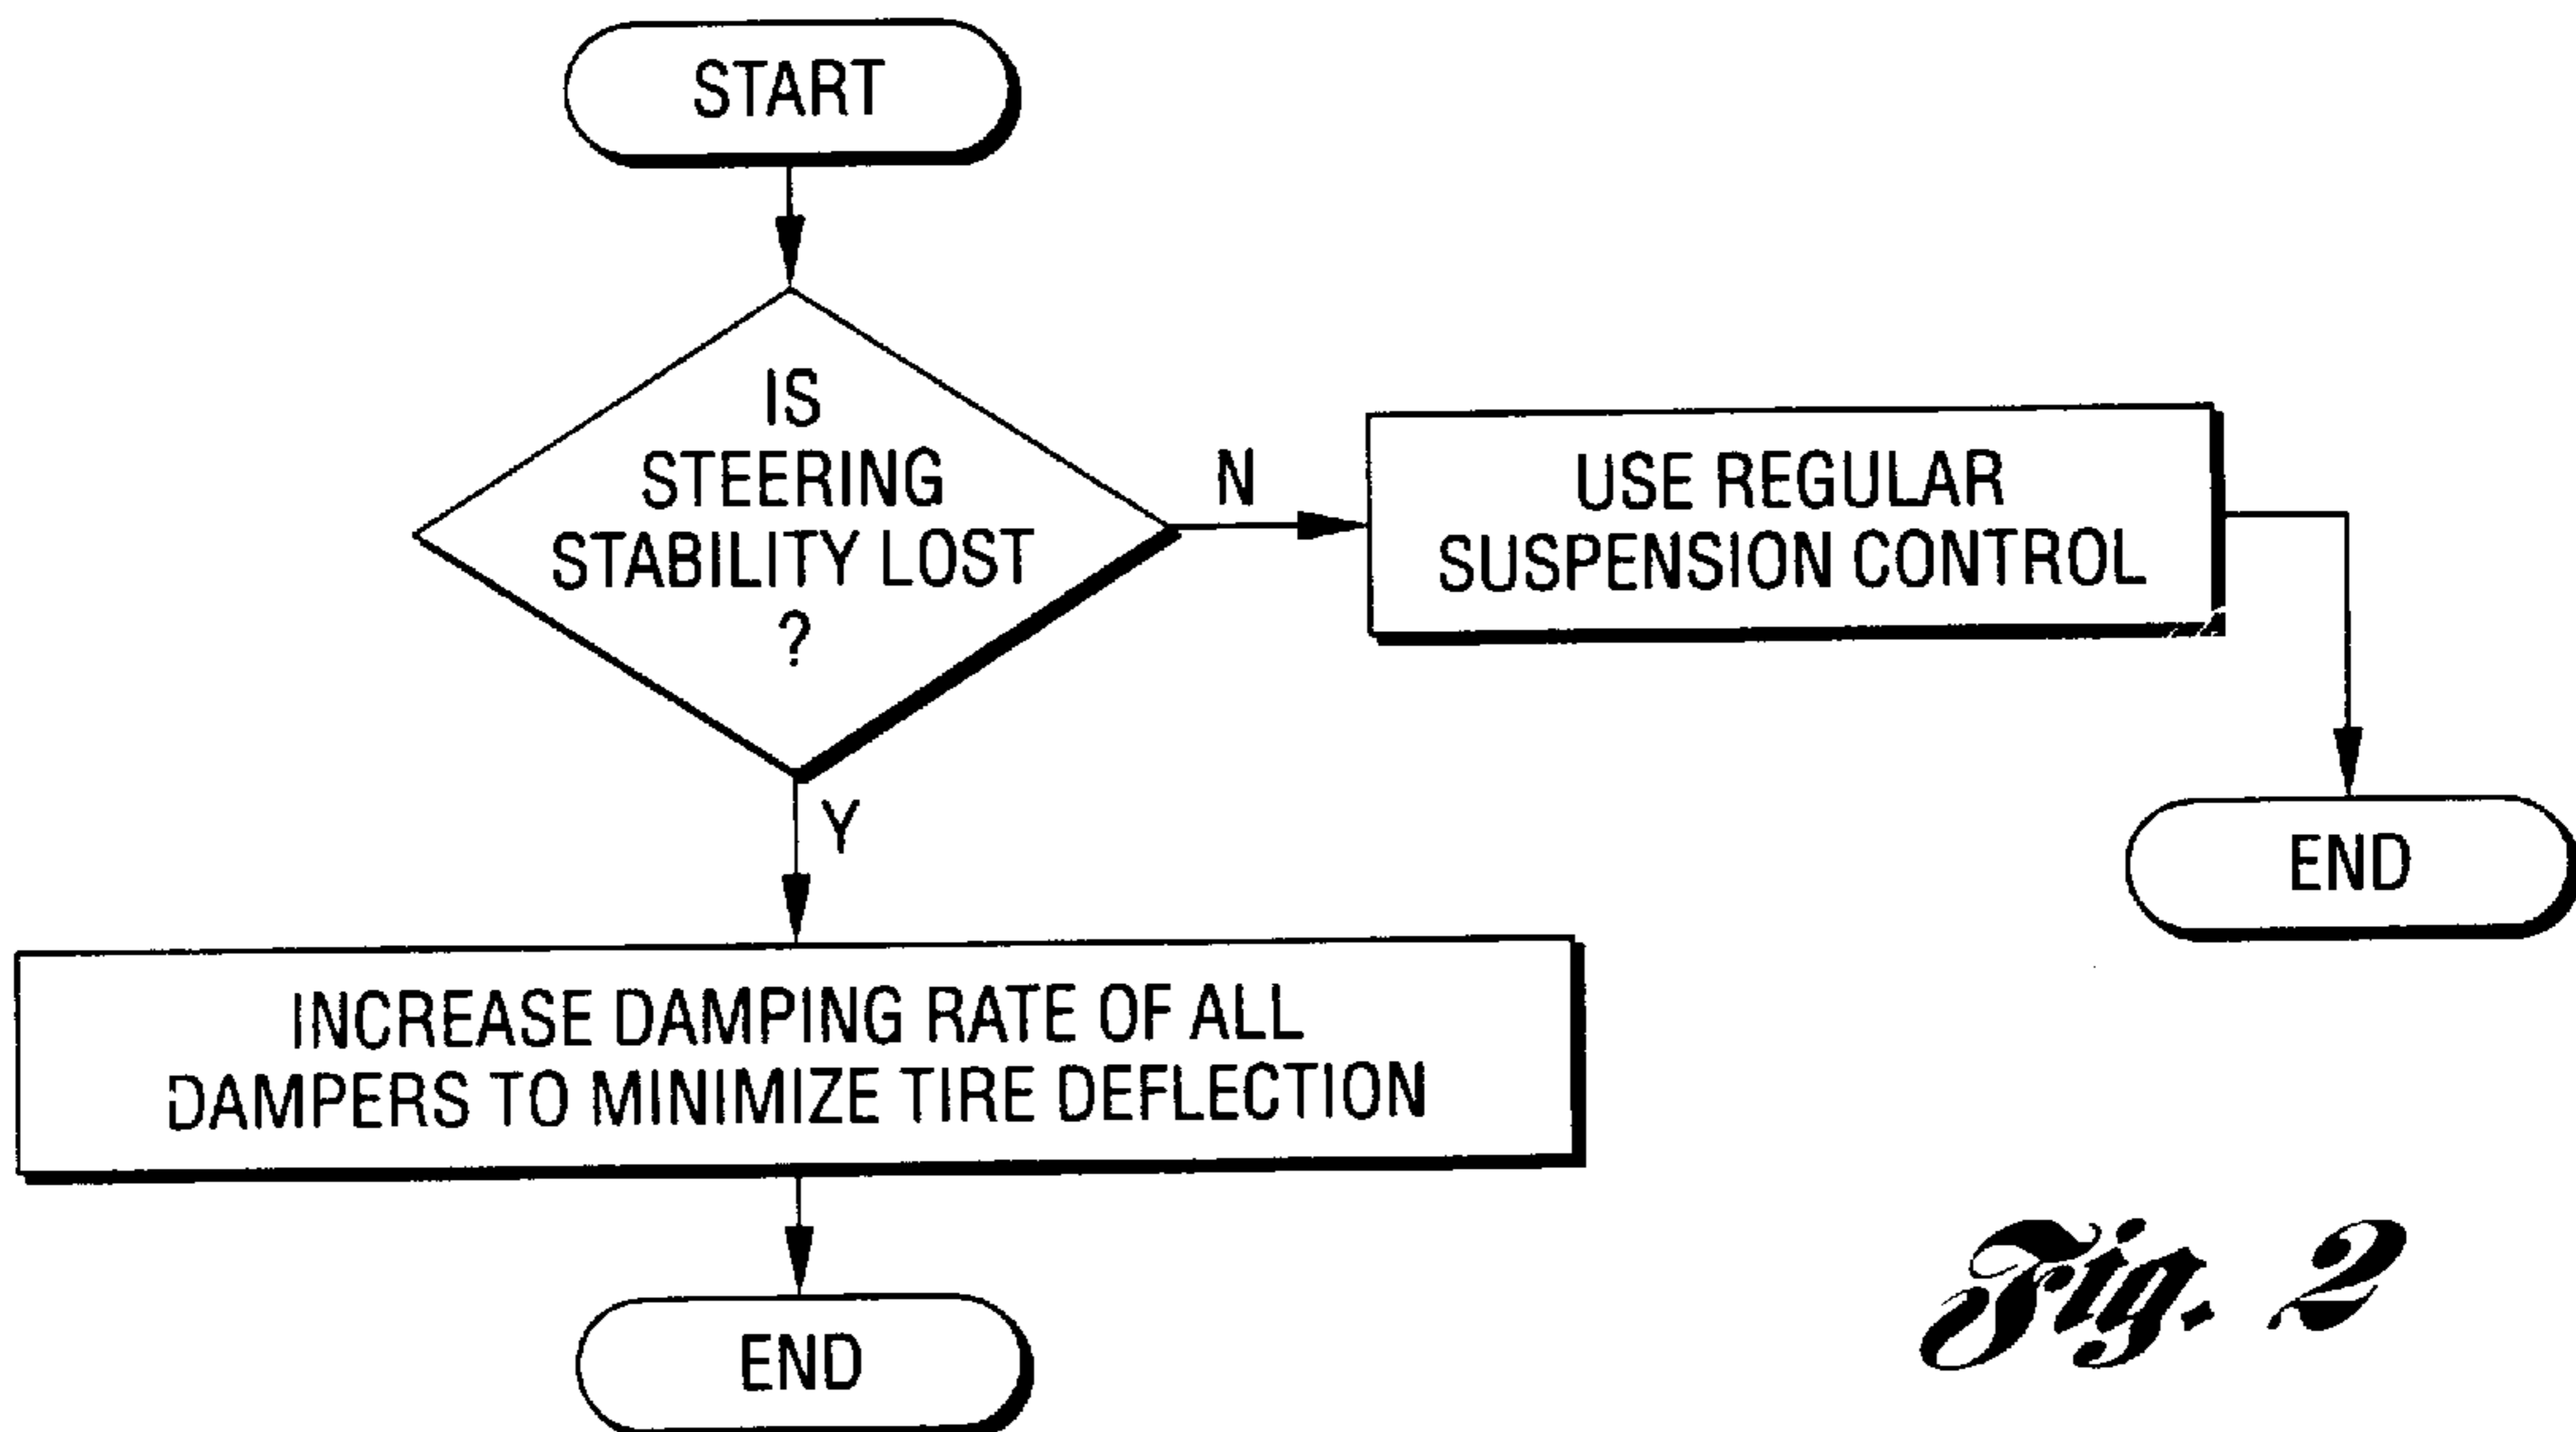 START
IS
STEERING
STABILITY LOST
?
N
USE REGULAR
SUSPENSION CONTROL
END
Y
INCREASE DAMPING RATE OF ALL
DAMPERS TO MINIMIZE TIRE DEFLECTION
END
Fig. 2